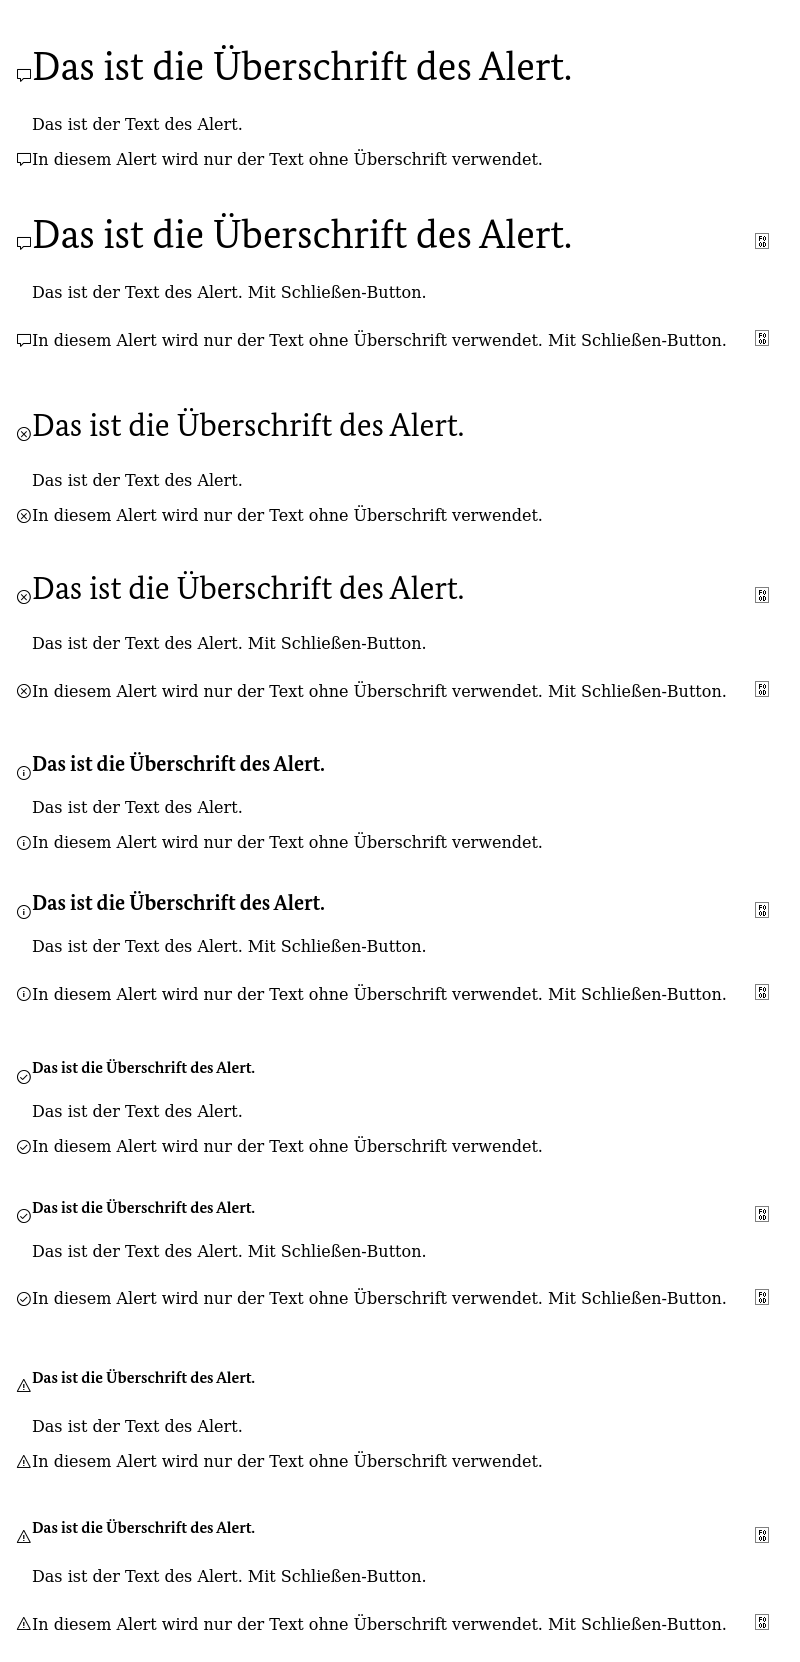 Das ist die Überschrift des Alert.
Das ist der Text des Alert.
In diesem Alert wird nur der Text ohne Überschrift verwendet.
Das ist die Überschrift des Alert.
Das ist der Text des Alert. Mit Schließen-Button.
In diesem Alert wird nur der Text ohne Überschrift verwendet. Mit Schließen-Button.
Das ist die Überschrift des Alert.
Das ist der Text des Alert.
In diesem Alert wird nur der Text ohne Überschrift verwendet.
Das ist die Überschrift des Alert.
Das ist der Text des Alert. Mit Schließen-Button.
In diesem Alert wird nur der Text ohne Überschrift verwendet. Mit Schließen-Button.
Das ist die Überschrift des Alert.
Das ist der Text des Alert.
In diesem Alert wird nur der Text ohne Überschrift verwendet.
Das ist die Überschrift des Alert.
Das ist der Text des Alert. Mit Schließen-Button.
In diesem Alert wird nur der Text ohne Überschrift verwendet. Mit Schließen-Button.
Das ist die Überschrift des Alert.
Das ist der Text des Alert.
In diesem Alert wird nur der Text ohne Überschrift verwendet.
Das ist die Überschrift des Alert.
Das ist der Text des Alert. Mit Schließen-Button.
In diesem Alert wird nur der Text ohne Überschrift verwendet. Mit Schließen-Button.
Das ist die Überschrift des Alert.
Das ist der Text des Alert.
In diesem Alert wird nur der Text ohne Überschrift verwendet.
Das ist die Überschrift des Alert.
Das ist der Text des Alert. Mit Schließen-Button.
In diesem Alert wird nur der Text ohne Überschrift verwendet. Mit Schließen-Button.